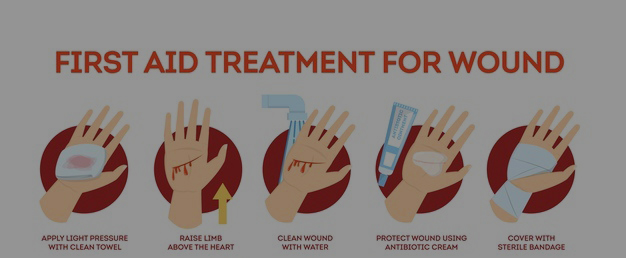 FIRST AID TREATMENT FOR WOUND
APPLY LIGHT PRESSURE
WITH CLEAN TOWEL
RAISE LIMB
ABOVE THE HEART
CLEAN WOUND
WITH WATER
PROTECT WOUND USING
ANTIBIOTIC CREAM
COVER WITH
STERILE BANDAGE